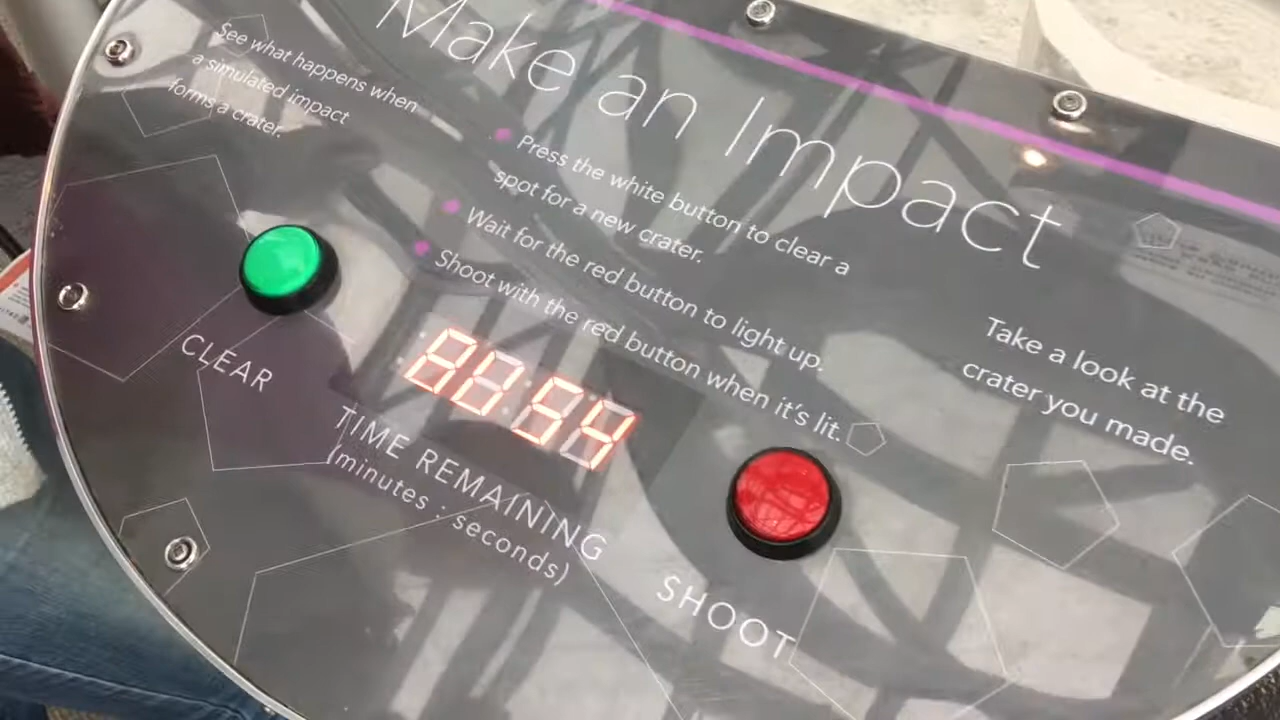 Make an Impact
See what happens when
a simulated impact
forms a crater.
Press the white button to clear a
spot for a new crater.
Wait for the red button to light up.
Shoot with the red button when it's lit.
Take a look at the
crater you made.
CLEAR
TIME REMAINING
(minutes : seconds)
SHOOT